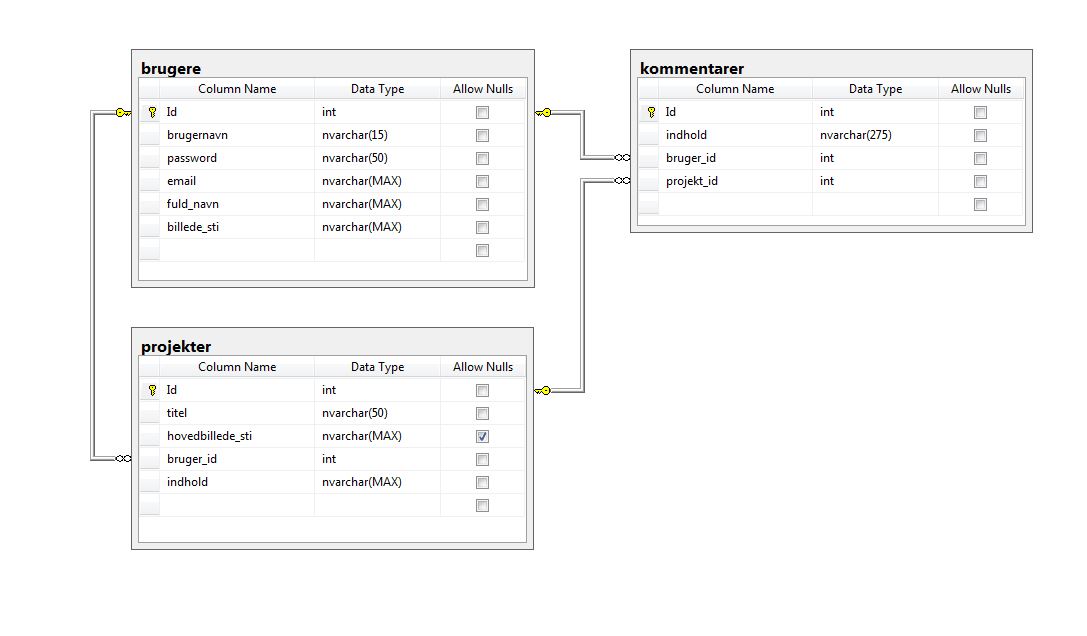 brugere
Column Name Data Type Allow Nulls
Id int
brugernavn nvarchar(15)
password nvarchar(50)
email nvarchar(MAX)
fuld_navn nvarchar(MAX)
billede_sti nvarchar(MAX)
kommentarer
Column Name Data Type Allow Nulls
Id int
indhold nvarchar(275)
bruger_id int
projekt_id int
projekter
Column Name Data Type Allow Nulls
Id int
titel nvarchar(50)
hovedbillede_sti nvarchar(MAX)
bruger_id int
indhold nvarchar(MAX)